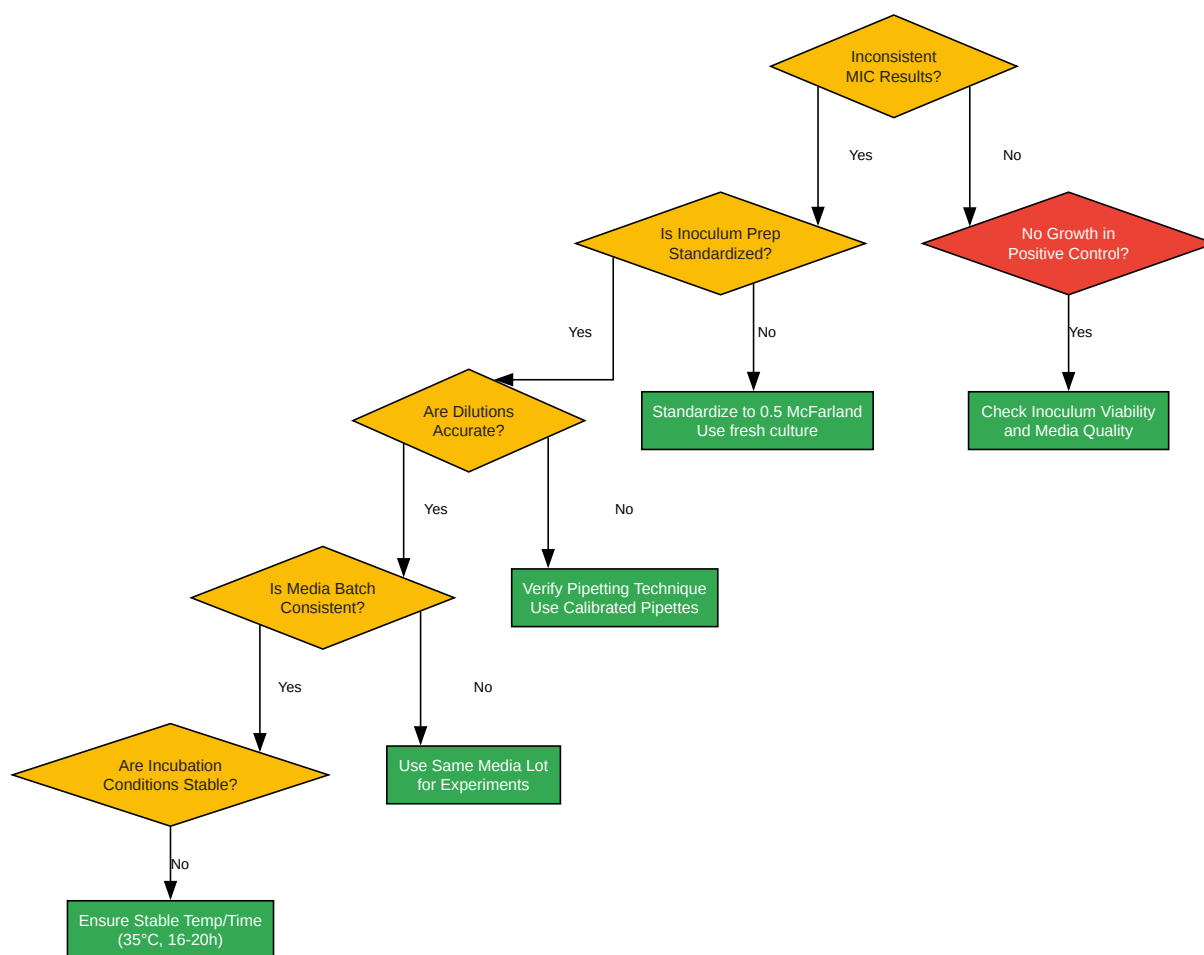 Inconsistent
MIC Results?
Yes
No
Is Inoculum Prep
Standardized?
No Growth in
Positive Control?
Yes
No
Yes
Are Dilutions
Accurate?
Standardize to 0.5 McFarland
Use fresh culture
Check Inoculum Viability
and Media Quality
Yes
No
Is Media Batch
Consistent?
Verify Pipetting Technique
Use Calibrated Pipettes
Yes
No
Are Incubation
Conditions Stable?
Use Same Media Lot
for Experiments
No
Ensure Stable Temp/Time
(35°C, 16-20h)